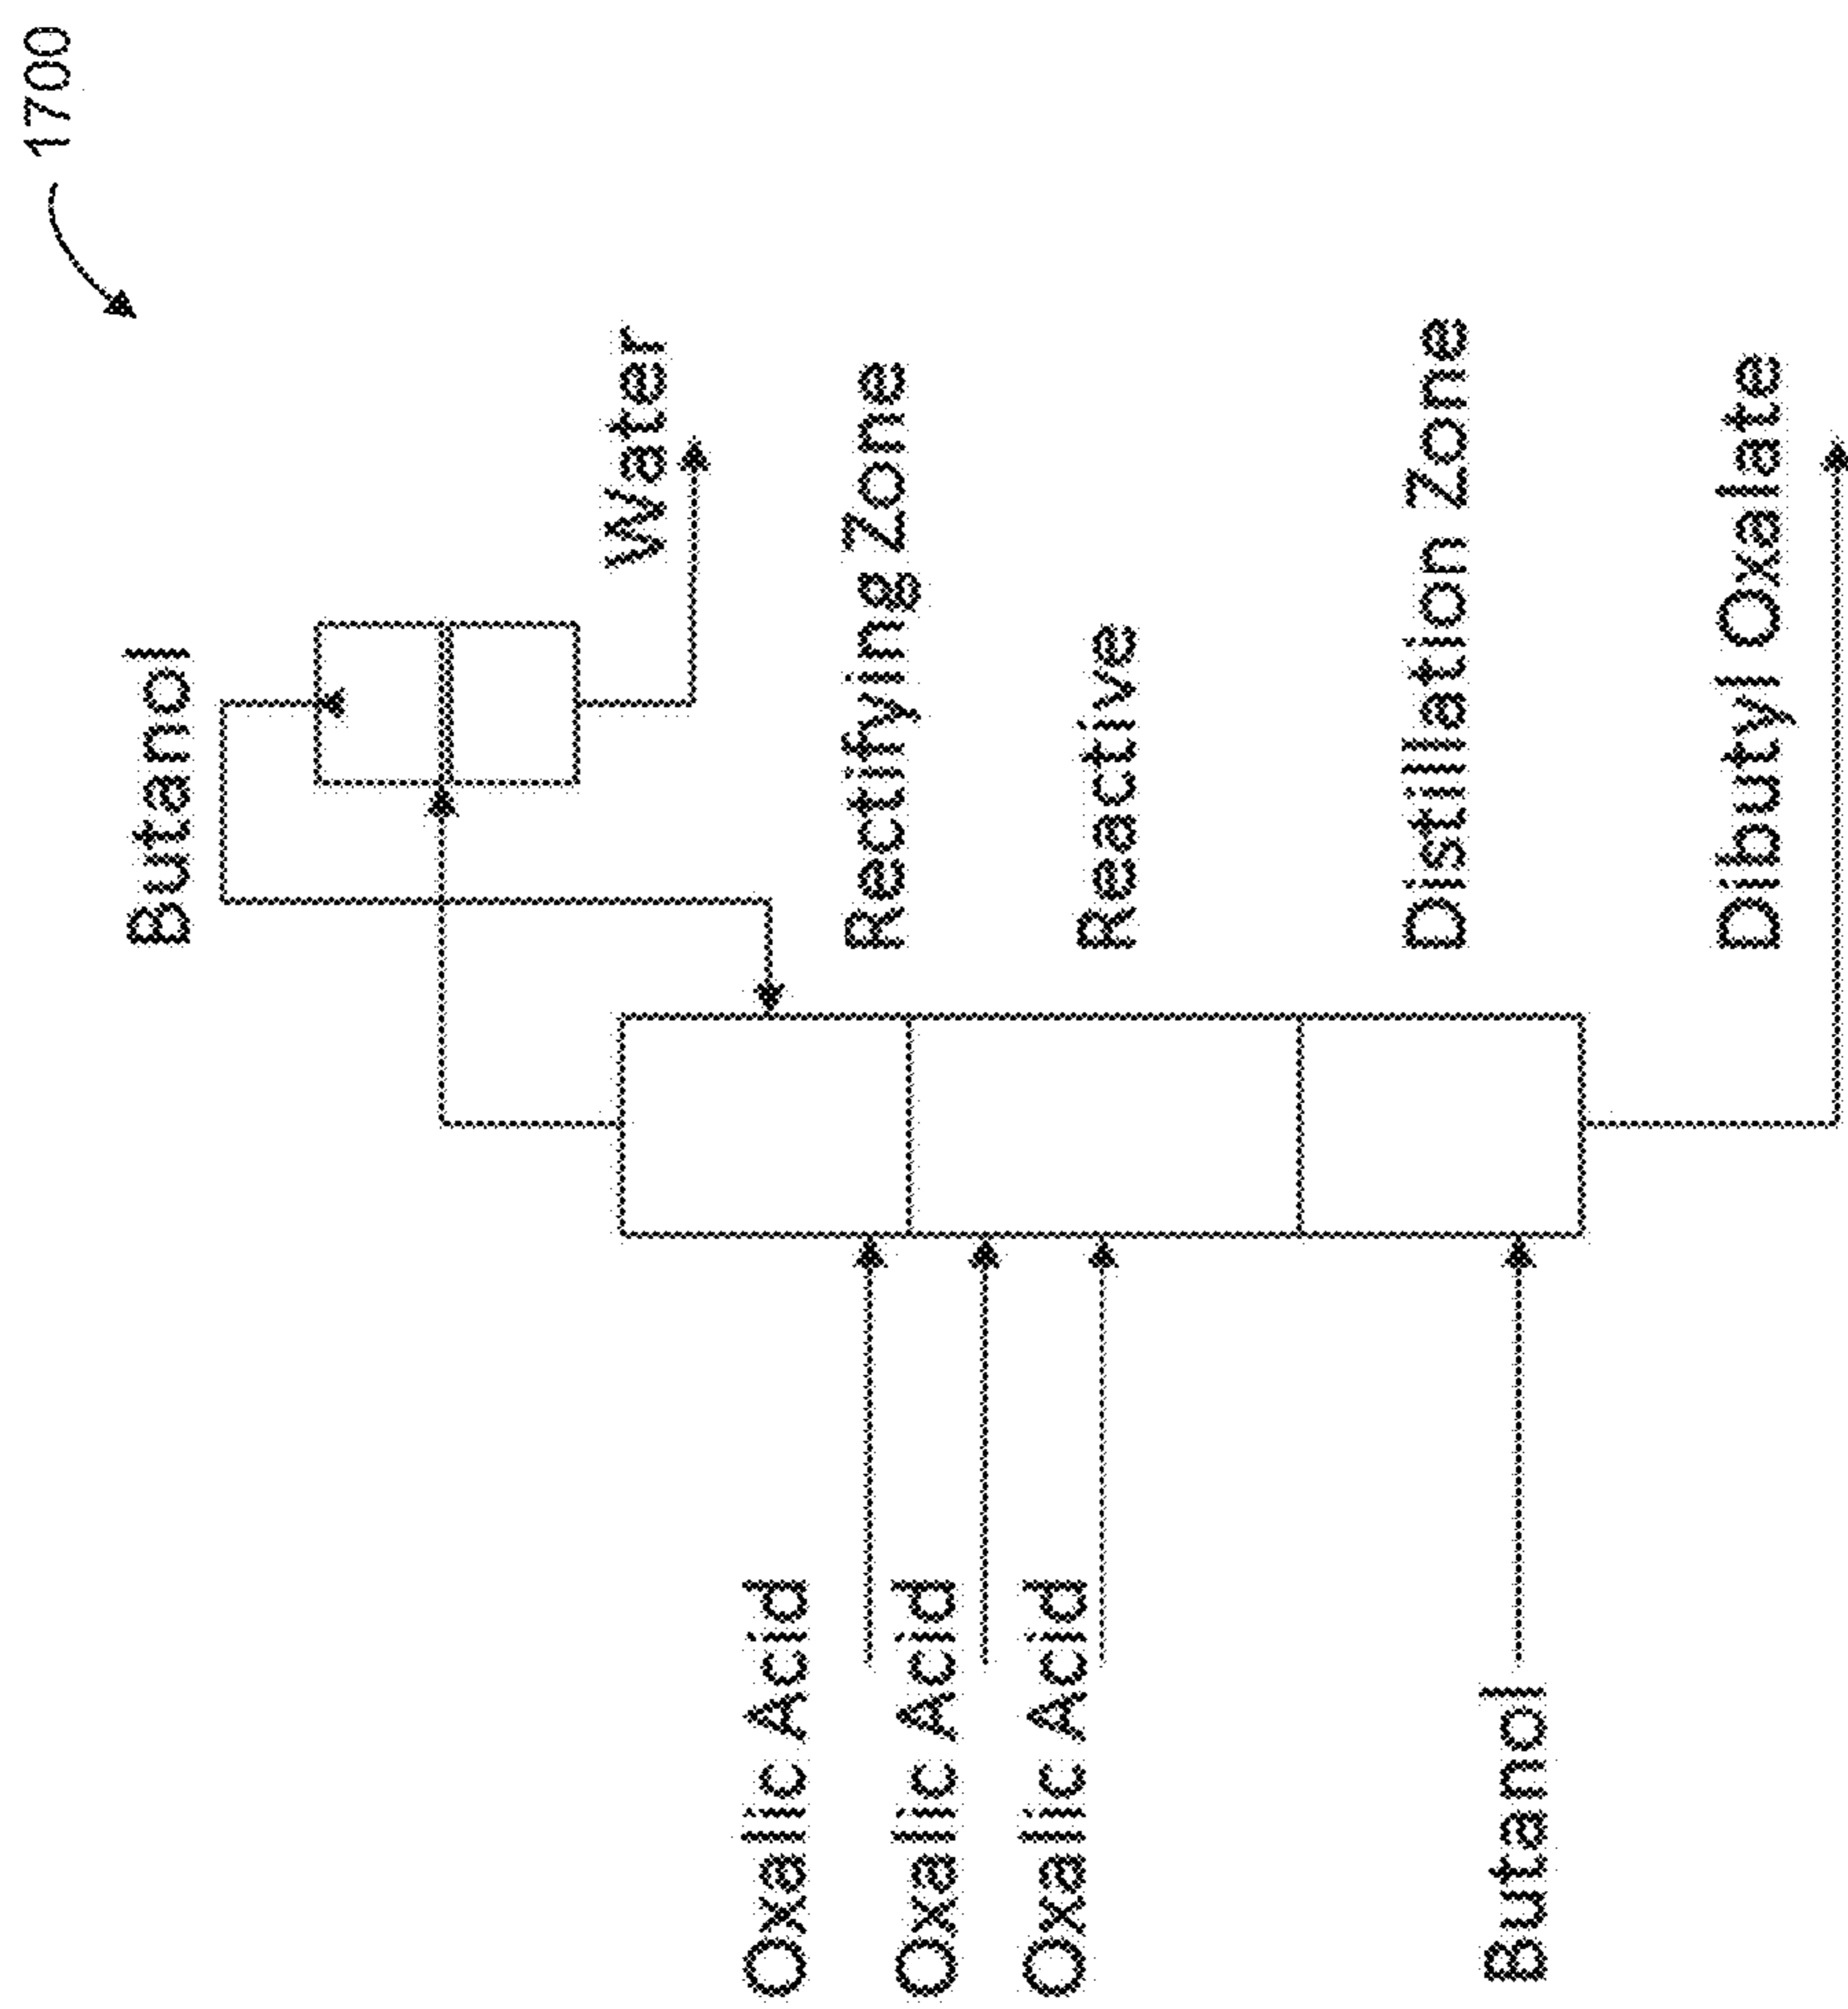 1700
Butanol
Water
Oxalic Acid
Rectifying Zone
Oxalic Acid
Oxalic Acid
Reactive
Distillation Zone
Butanol
Dibutyl Oxalate